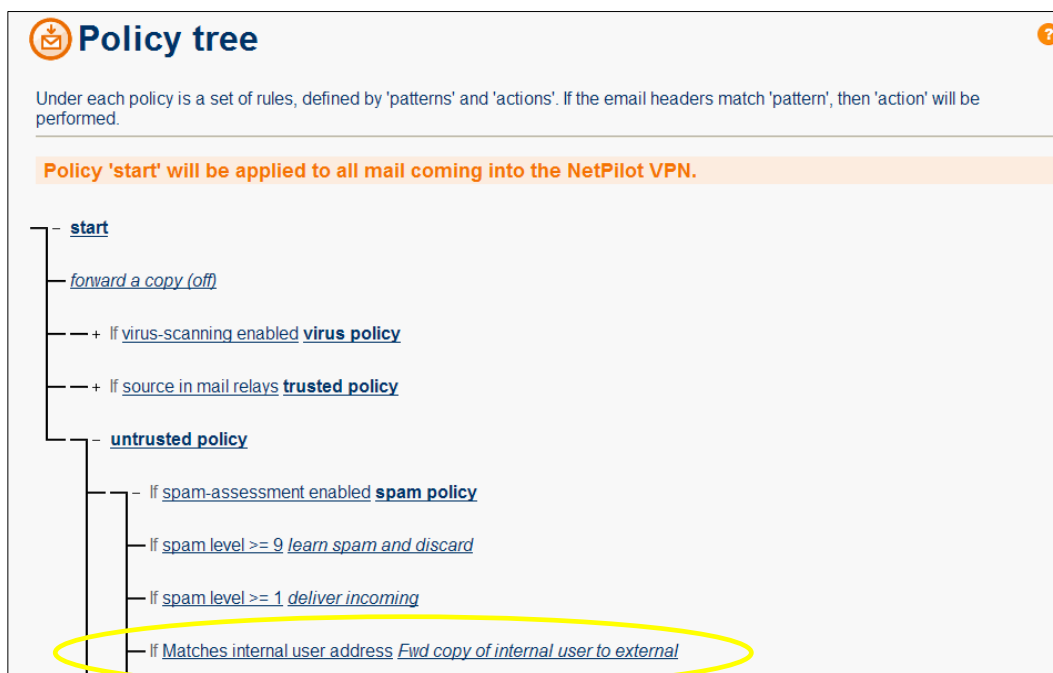 Policy tree
?
Under each policy is a set of rules, defined by 'patterns' and 'actions'. If the email headers match 'pattern', then 'action' will be
performed.
Policy 'start' will be applied to all mail coming into the NetPilot VPN.
– start
forward a copy (off)
+ If virus-scanning enabled virus policy
+ If source in mail relays trusted policy
– untrusted policy
– If spam-assessment enabled spam policy
If spam level >= 9 learn spam and discard
If spam level >= 1 deliver incoming
If Matches internal user address Fwd copy of internal user to external